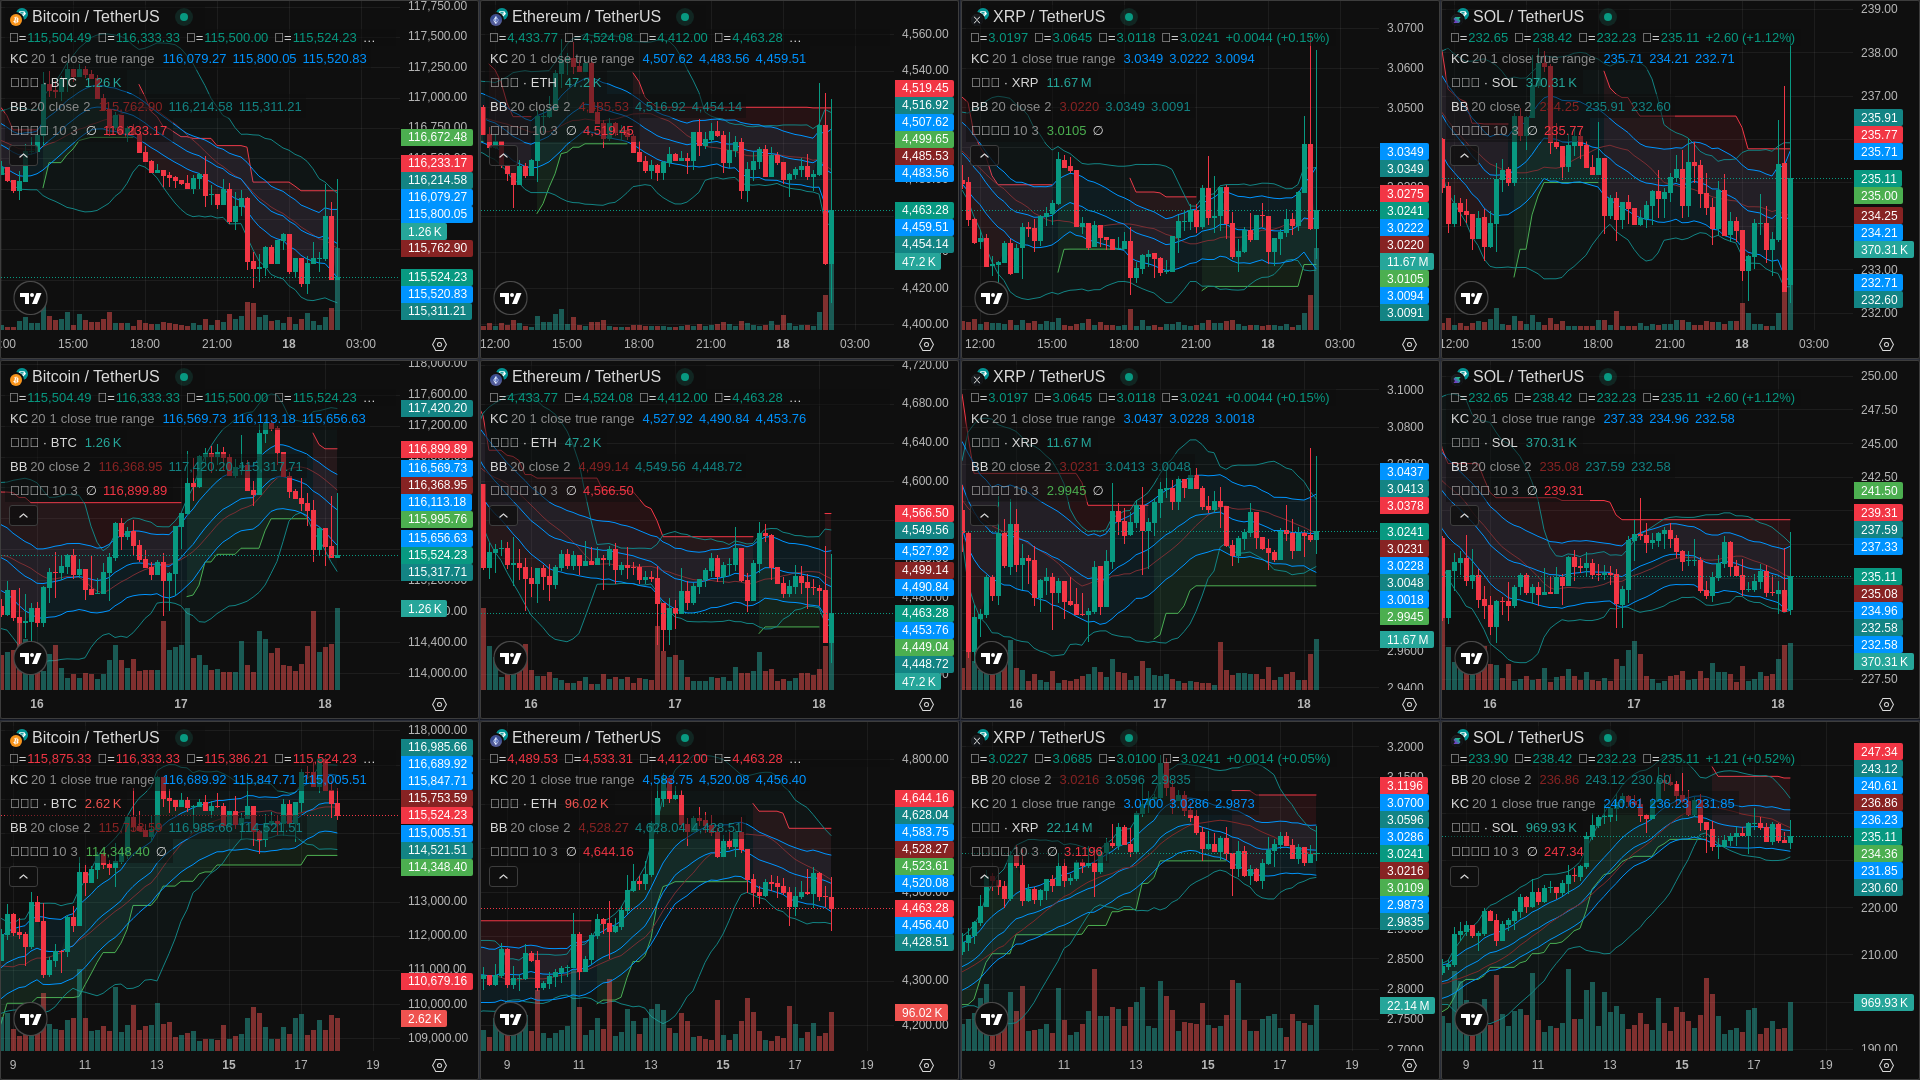 Bitcoin / TetherUS
=115,504.49 =116,333.33 =115,500.00 =115,524.23 ...
KC 20 1 close true range 116,079.27 115,800.05 115,520.83
· BTC 1.26 K
BB 20 close 2 115,762.90 116,214.58 115,311.21
10 3 ∅ 116,233.17
117,750.00
117,500.00
117,250.00
117,000.00
116,750.00
116,672.48
116,233.17
116,214.58
116,079.27
115,800.05
1.26 K
115,762.90
115,524.23
115,520.83
115,311.21
15:00 18:00 21:00 18 03:00
Ethereum / TetherUS
=4,433.77 =4,524.08 =4,412.00 =4,463.28 ...
KC 20 1 close true range 4,507.62 4,483.56 4,459.51
· ETH 47.2 K
BB 20 close 2 4,485.53 4,516.92 4,454.14
10 3 ∅ 4,519.45
4,560.00
4,540.00
4,519.45
4,516.92
4,507.62
4,499.65
4,485.53
4,483.56
4,463.28
4,459.51
4,454.14
47.2 K
4,420.00
4,400.00
12:00 15:00 18:00 21:00 18 03:00
XRP / TetherUS
=3.0197 =3.0645 =3.0118 =3.0241 +0.0044 (+0.15%)
KC 20 1 close true range 3.0349 3.0222 3.0094
· XRP 11.67 M
BB 20 close 2 3.0220 3.0349 3.0091
10 3 3.0105 ∅
3.0700
3.0600
3.0500
3.0349
3.0349
3.0275
3.0241
3.0222
3.0220
11.67 M
3.0105
3.0094
3.0091
12:00 15:00 18:00 21:00 18 03:00
SOL / TetherUS
=232.65 =238.42 =232.23 =235.11 +2.60 (+1.12%)
KC 20 1 close true range 235.71 234.21 232.71
· SOL 370.31 K
BB 20 close 2 234.25 235.91 232.60
10 3 ∅ 235.77
239.00
238.00
237.00
235.91
235.77
235.71
235.11
235.00
234.25
234.21
370.31 K
233.00
232.71
232.60
232.00
12:00 15:00 18:00 21:00 18 03:00
Bitcoin / TetherUS
=115,504.49 =116,333.33 =115,500.00 =115,524.23 ...
KC 20 1 close true range 116,569.73 116,113.18 115,656.63
· BTC 1.26 K
BB 20 close 2 116,368.95 117,420.20 115,317.71
10 3 ∅ 116,899.89
118,000.00
117,600.00
117,420.20
117,200.00
116,899.89
116,569.73
116,368.95
116,113.18
115,995.76
115,656.63
115,524.23
115,317.71
1.26 K
114,400.00
114,000.00
16 17 18
Ethereum / TetherUS
=4,433.77 =4,524.08 =4,412.00 =4,463.28 ...
KC 20 1 close true range 4,527.92 4,490.84 4,453.76
· ETH 47.2 K
BB 20 close 2 4,499.14 4,549.56 4,448.72
10 3 ∅ 4,566.50
4,720.00
4,680.00
4,640.00
4,600.00
4,566.50
4,549.56
4,527.92
4,499.14
4,490.84
4,463.28
4,453.76
4,449.04
4,448.72
47.2 K
16 17 18
XRP / TetherUS
=3.0197 =3.0645 =3.0118 =3.0241 +0.0044 (+0.15%)
KC 20 1 close true range 3.0437 3.0228 3.0018
· XRP 11.67 M
BB 20 close 2 3.0231 3.0413 3.0048
10 3 2.9945 ∅
3.1000
3.0800
3.0437
3.0413
3.0378
3.0241
3.0231
3.0228
3.0048
3.0018
2.9945
11.67 M
2.9600
2.9400
16 17 18
SOL / TetherUS
=232.65 =238.42 =232.23 =235.11 +2.60 (+1.12%)
KC 20 1 close true range 237.33 234.96 232.58
· SOL 370.31 K
BB 20 close 2 235.08 237.59 232.58
10 3 ∅ 239.31
250.00
247.50
245.00
242.50
241.50
239.31
237.59
237.33
235.11
235.08
234.96
232.58
232.58
370.31 K
227.50
16 17 18
Bitcoin / TetherUS
=115,875.33 =116,333.33 =115,386.21 =115,524.23 ...
KC 20 1 close true range 116,689.92 115,847.71 115,005.51
· BTC 2.62 K
BB 20 close 2 116,985.66 114,521.51
10 3 114,348.40 ∅
118,000.00
116,985.66
116,689.92
115,847.71
115,753.59
115,524.23
115,005.51
114,521.51
114,348.40
113,000.00
112,000.00
111,000.00
110,679.16
110,000.00
2.62 K
109,000.00
9 11 13 15 17 19
Ethereum / TetherUS
=4,489.53 =4,533.31 =4,412.00 =4,463.28 ...
KC 20 1 close true range 4,583.75 4,520.08 4,456.40
· ETH 96.02 K
BB 20 close 2 4,528.27 4,628.04 4,428.51
10 3 ∅ 4,644.16
4,800.00
4,644.16
4,628.04
4,583.75
4,528.27
4,523.61
4,520.08
4,463.28
4,456.40
4,428.51
4,300.00
96.02 K
4,200.00
9 11 13 15 17 19
XRP / TetherUS
=3.0227 =3.0685 =3.0100 =3.0241 +0.0014 (+0.05%)
BB 20 close 2 3.0216 3.0596 2.9835
KC 20 1 close true range 3.0700 3.0286 2.9873
· XRP 22.14 M
10 3 ∅ 3.1196
3.2000
3.1196
3.0700
3.0596
3.0286
3.0241
3.0216
3.0109
2.9873
2.9835
2.8500
2.8000
22.14 M
2.7500
2.7000
9 11 13 15 17 19
SOL / TetherUS
=233.90 =238.42 =232.23 =235.11 +1.21 (+0.52%)
BB 20 close 2 236.86 243.12 230.60
KC 20 1 close true range 240.61 236.23 231.85
· SOL 969.93 K
10 3 ∅ 247.34
247.34
243.12
240.61
236.86
236.23
235.11
234.36
231.85
230.60
220.00
210.00
969.93 K
190.00
9 11 13 15 17 19